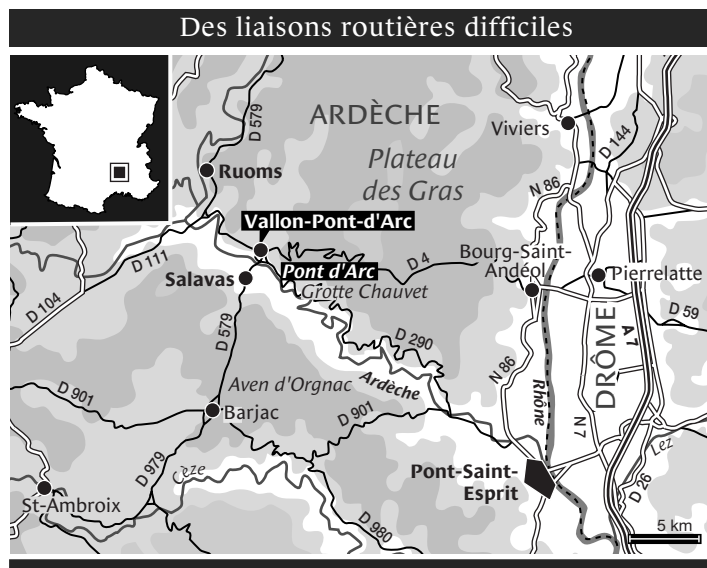 Des liaisons routières difficiles
D 579
ARDÈCHE
Viviers
D 144
Plateau
des Gras
Ruoms
N 86
Vallon-Pont-d'Arc
D 111
Pont d'Arc
D 4
Bourg-Saint-
Andéol
Pierrelatte
Salavas
Grotte Chauvet
D 104
D 59
D 579
D 290
A 7
DRÔME
N 86
Rhône
Aven d'Orgnac
Ardèche
D 901
Barjac
D 901
N 7
Lez
D 979
Cèze
Pont-Saint-
Esprit
D 26
St-Ambroix
D 980
5 km